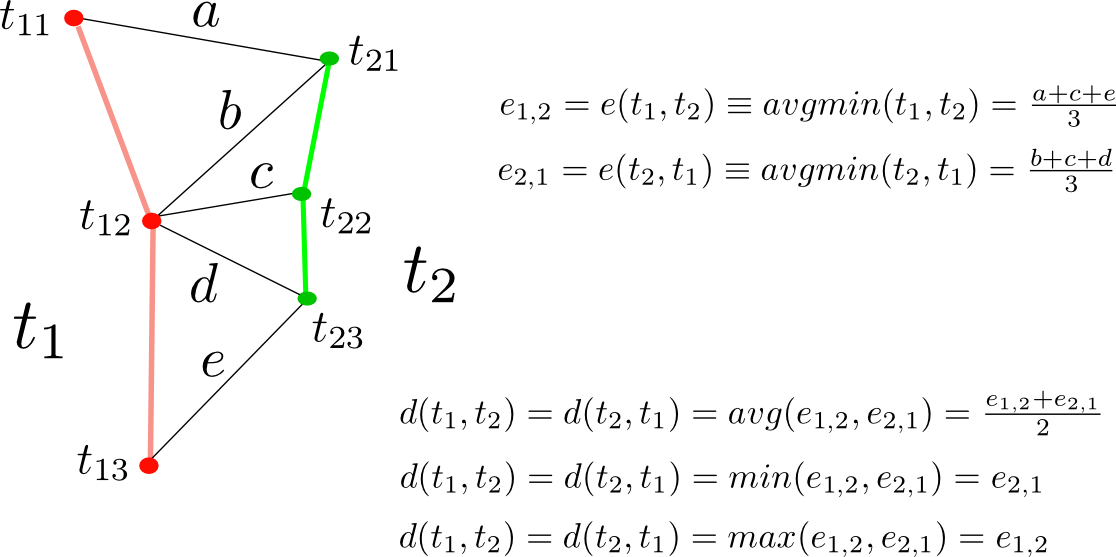 t₁₁
a
t₂₁
b
e₁,₂ = e(t₁, t₂) ≡ avgmin(t₁, t₂) = (a+c+e)/3
c
e₂,₁ = e(t₂, t₁) ≡ avgmin(t₂, t₁) = (b+c+d)/3
t₁₂
t₂₂
d
t₂
t₁
t₂₃
e
d(t₁, t₂) = d(t₂, t₁) = avg(e₁,₂, e₂,₁) = (e₁,₂+e₂,₁)/2
t₁₃
d(t₁, t₂) = d(t₂, t₁) = min(e₁,₂, e₂,₁) = e₂,₁
d(t₁, t₂) = d(t₂, t₁) = max(e₁,₂, e₂,₁) = e₁,₂